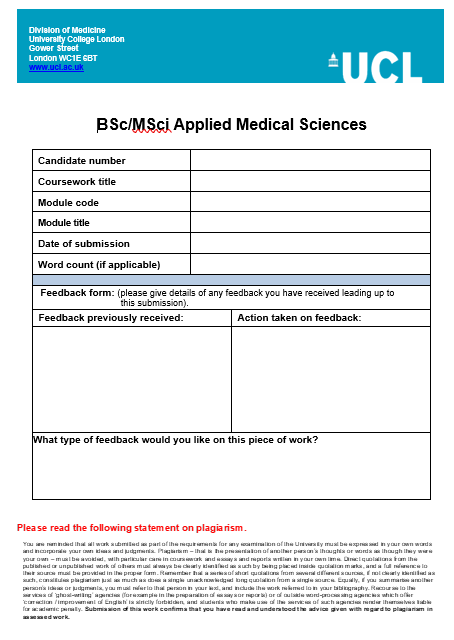 Division of Medicine
University College London
Gower Street
London WC1E 6BT
www.ucl.ac.uk
UCL
BSc/MSci Applied Medical Sciences
Candidate number
Coursework title
Module code
Module title
Date of submission
Word count (if applicable)
Feedback form: (please give details of any feedback you have received leading up to
this submission).
Feedback previously received: Action taken on feedback:
What type of feedback would you like on this piece of work?
Please read the following statement on plagiarism.
You are reminded that all work submitted as part of the requirements for any examination of the University must be expressed in your own words
and incorporate your own ideas and judgments. Plagiarism – that is the presentation of another person's thoughts or words as though they were
your own – must be avoided, with particular care in coursework and essays and reports written in your own time. Direct quotations from the
published or unpublished work of others must always be clearly identified as such by being placed inside quotation marks, and a full reference to
their source must be provided in the proper form. Remember that a series of short quotations from several different sources, if not clearly identified as
such, constitutes plagiarism just as much as does a single unacknowledged long quotation from a single source. Equally, if you summarise another
person's ideas or judgments, you must refer to that person in your text, and include the work referred to in your bibliography. Recourse to the
services of 'ghost-writing' agencies (for example in the preparation of essays or reports) or of outside word-processing agencies which offer
'correction / improvement of English' is strictly forbidden, and students who make use of the services of such agencies render themselves liable
for academic penalty. Submission of this work confirms that you have read and understood the advice given with regard to plagiarism in
assessed work.